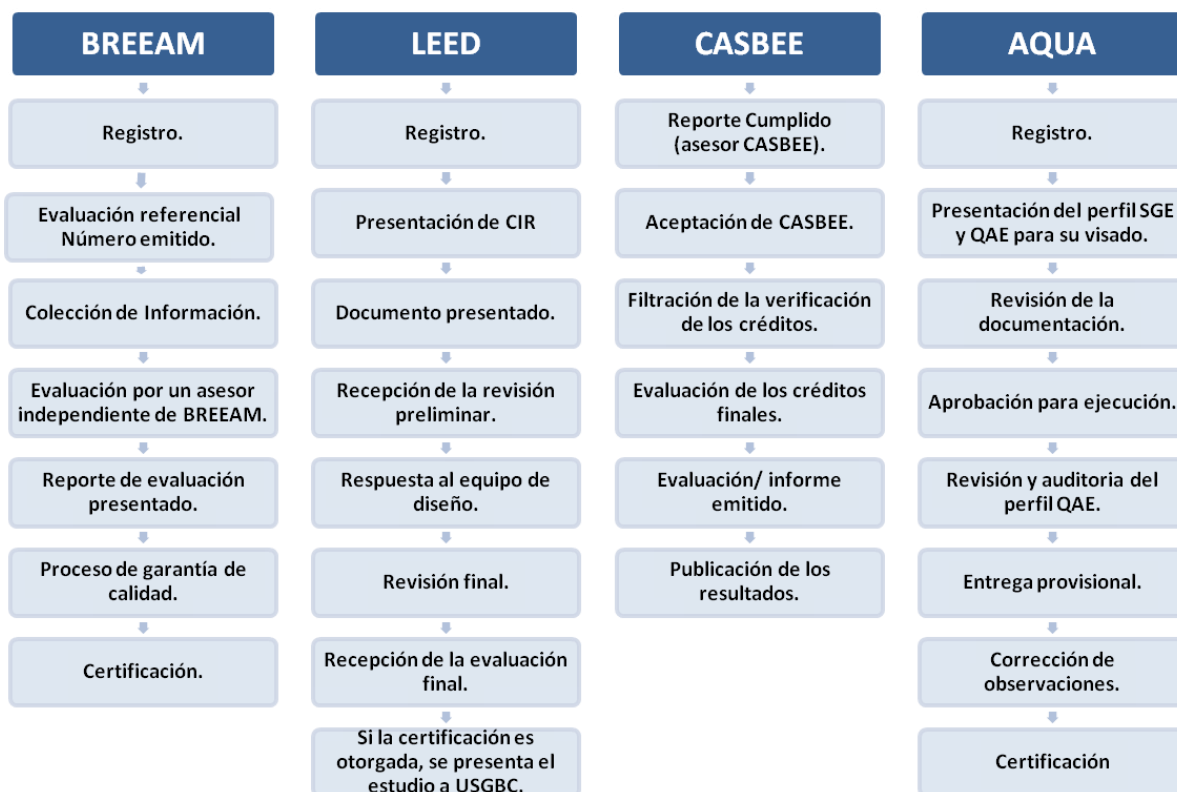 BREEAM
Registro.
Evaluación referencial
Número emitido.
Colección de Información.
Evaluación por un asesor
independiente de BREEAM.
Reporte de evaluación
presentado.
Proceso de garantía de
calidad.
Certificación.
LEED
Registro.
Presentación de CIR
Documento presentado.
Recepción de la revisión
preliminar.
Respuesta al equipo de
diseño.
Revisión final.
Recepción de la evaluación
final.
Si la certificación es
otorgada, se presenta el
estudio a USGBC.
CASBEE
Reporte Cumplido
(asesor CASBEE).
Aceptación de CASBEE.
Filtración de la verificación
de los créditos.
Evaluación de los créditos
finales.
Evaluación/ informe
emitido.
Publicación de los
resultados.
AQUA
Registro.
Presentación del perfil SGE
y QAE para su visado.
Revisión de la
documentación.
Aprobación para ejecución.
Revisión y auditoria del
perfil QAE.
Entrega provisional.
Corrección de
observaciones.
Certificación